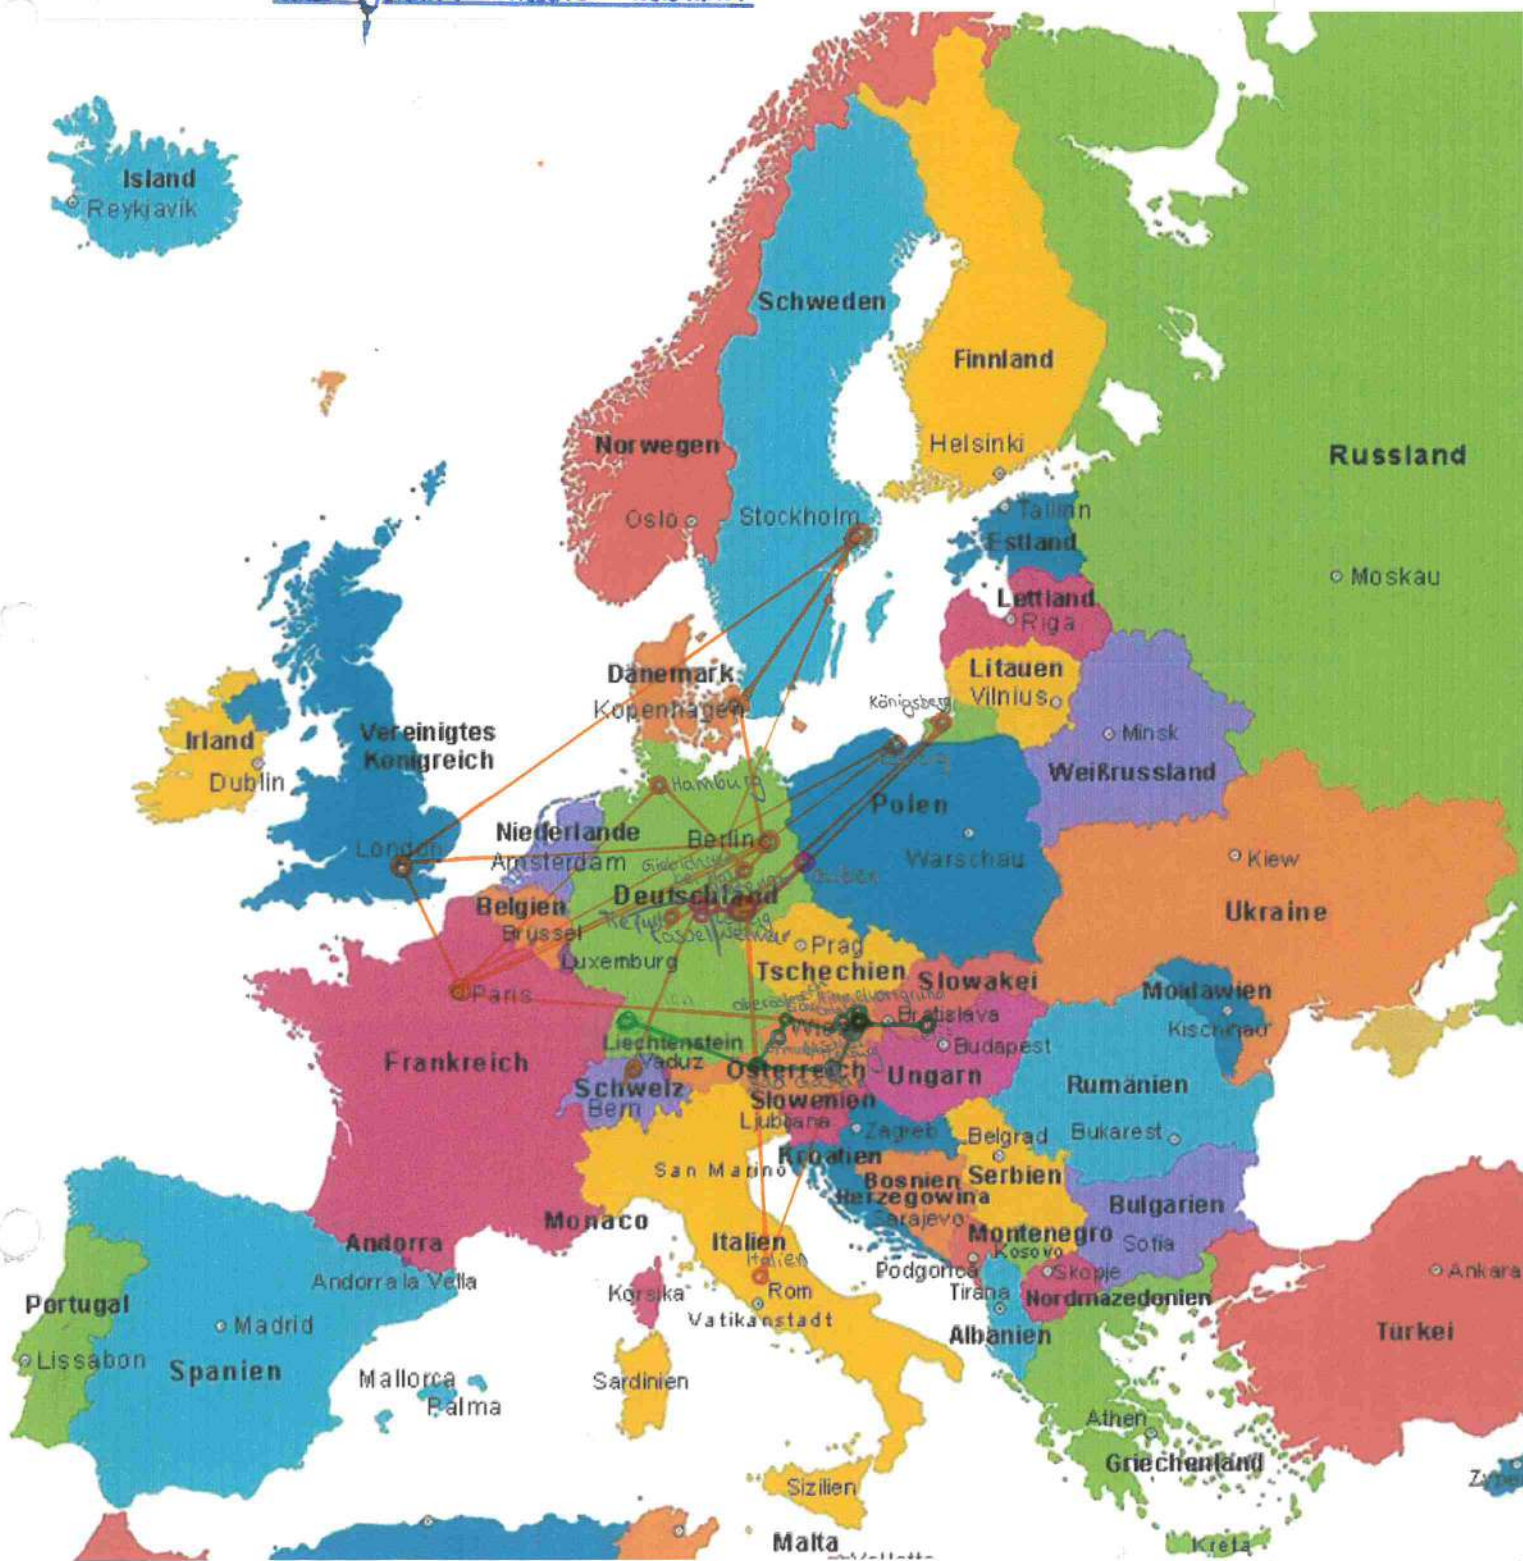 Island
Reykjavik
Schweden
Finnland
Norwegen
Helsinki
Russland
Oslo
Stockholm
Tallinn
Estland
Moskau
Lettland
Riga
Dänemark
Litauen
Kopenhagen
Königsberg
Vilnius
Irland
Vereinigtes
Königreich
Minsk
Dublin
Hamburg
Weißrussland
Polen
Niederlande
Berlin
London
Amsterdam
Warschau
Kiew
Deutschland
Belgien
Ukraine
Brüssel
Kassel Weimar
Prag
Luxemburg
Tschechien
Slowakei
Paris
Moldawien
Wien
Bratislava
Kischinau
Liechtenstein
Budapest
Frankreich
Vaduz
Österreich
Ungarn
Schweiz
Rumänien
Bern
Slowenien
Ljubljana
Zagreb
Belgrad
Bukarest
San Marino
Kroatien
Bosnien
Serbien
Herzegowina
Bulgarien
Monaco
Sarajevo
Montenegro
Andorra
Italien
Kosovo
Sofia
Italien
Podgorica
Skopje
Ankara
Andorra la Vella
Korsika
Rom
Tirana
Nordmazedonien
Portugal
Madrid
Vatikanstadt
Albanien
Türkei
Lissabon
Spanien
Mallorca
Sardinien
Palma
Athen
Griechenland
Sizilien
Malta
Kreta